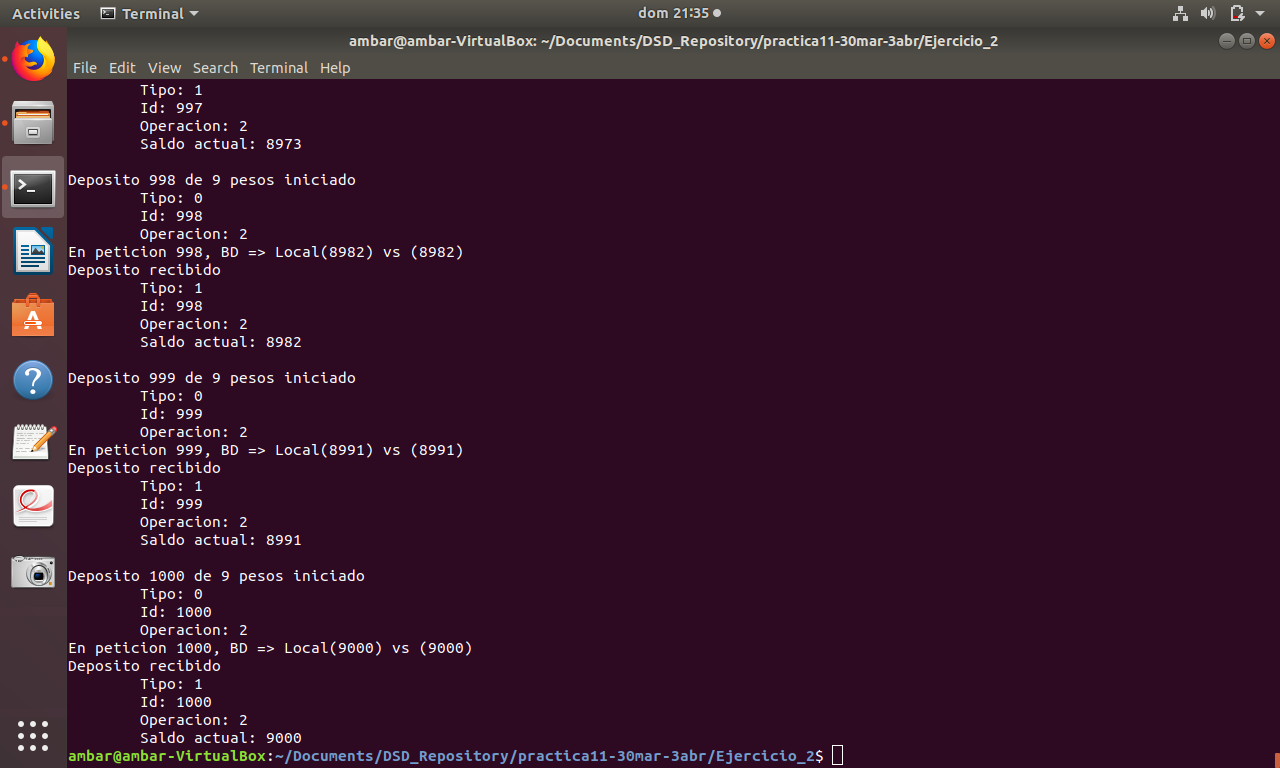 Activities Terminal dom 21:35
ambar@ambar-VirtualBox: ~/Documents/DSD_Repository/practica11-30mar-3abr/Ejercicio_2
File Edit View Search Terminal Help
Tipo: 1
Id: 997
Operacion: 2
Saldo actual: 8973
Deposito 998 de 9 pesos iniciado
Tipo: 0
Id: 998
Operacion: 2
En peticion 998, BD => Local(8982) vs (8982)
Deposito recibido
Tipo: 1
Id: 998
Operacion: 2
Saldo actual: 8982
Deposito 999 de 9 pesos iniciado
Tipo: 0
Id: 999
Operacion: 2
En peticion 999, BD => Local(8991) vs (8991)
Deposito recibido
Tipo: 1
Id: 999
Operacion: 2
Saldo actual: 8991
Deposito 1000 de 9 pesos iniciado
Tipo: 0
Id: 1000
Operacion: 2
En peticion 1000, BD => Local(9000) vs (9000)
Deposito recibido
Tipo: 1
Id: 1000
Operacion: 2
Saldo actual: 9000
ambar@ambar-VirtualBox:~/Documents/DSD_Repository/practica11-30mar-3abr/Ejercicio_2$